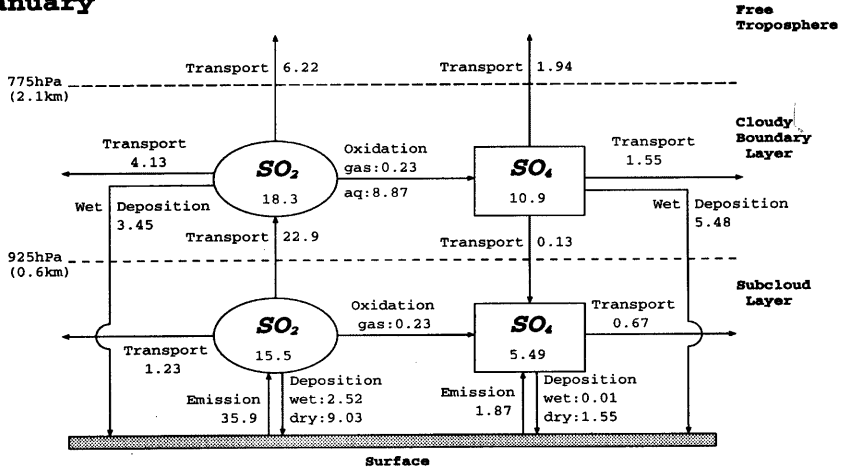 Free
Troposphere
Transport 6.22
Transport 1.94
775hPa
(2.1km)
Cloudy
Boundary
Layer
Transport
4.13
Oxidation
gas:0.23
aq:8.87
Transport
1.55
SO₂
18.3
SO₄
10.9
Wet Deposition
3.45
Wet Deposition
5.48
Transport 22.9
Transport 0.13
925hPa
(0.6km)
Subcloud
Layer
Oxidation
gas:0.23
Transport
0.67
SO₂
15.5
SO₄
5.49
Transport
1.23
Emission
35.9
Deposition
wet:2.52
dry:9.03
Emission
1.87
Deposition
wet:0.01
dry:1.55
Surface